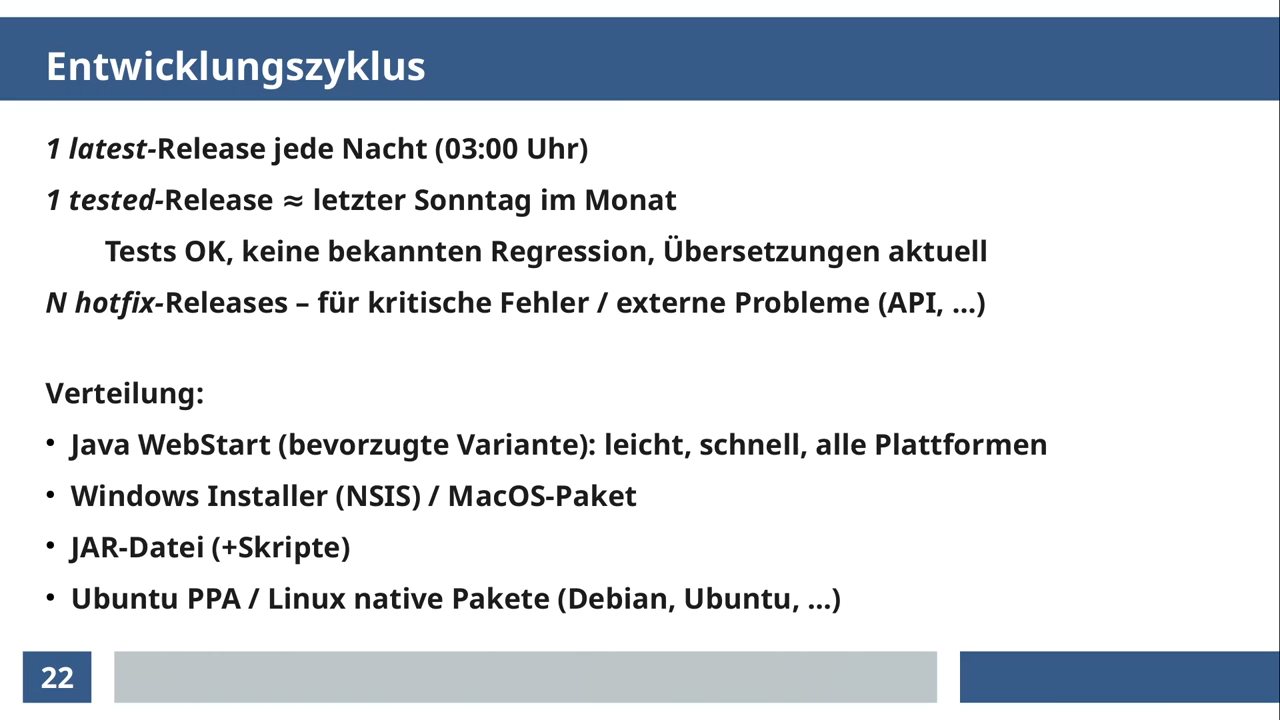 Entwicklungszyklus
1 latest-Release jede Nacht (03:00 Uhr)
1 tested-Release ≈ letzter Sonntag im Monat
Tests OK, keine bekannten Regression, Übersetzungen aktuell
N hotfix-Releases – für kritische Fehler / externe Probleme (API, ...)
Verteilung:
• Java WebStart (bevorzugte Variante): leicht, schnell, alle Plattformen
• Windows Installer (NSIS) / MacOS-Paket
• JAR-Datei (+Skripte)
• Ubuntu PPA / Linux native Pakete (Debian, Ubuntu, ...)
22